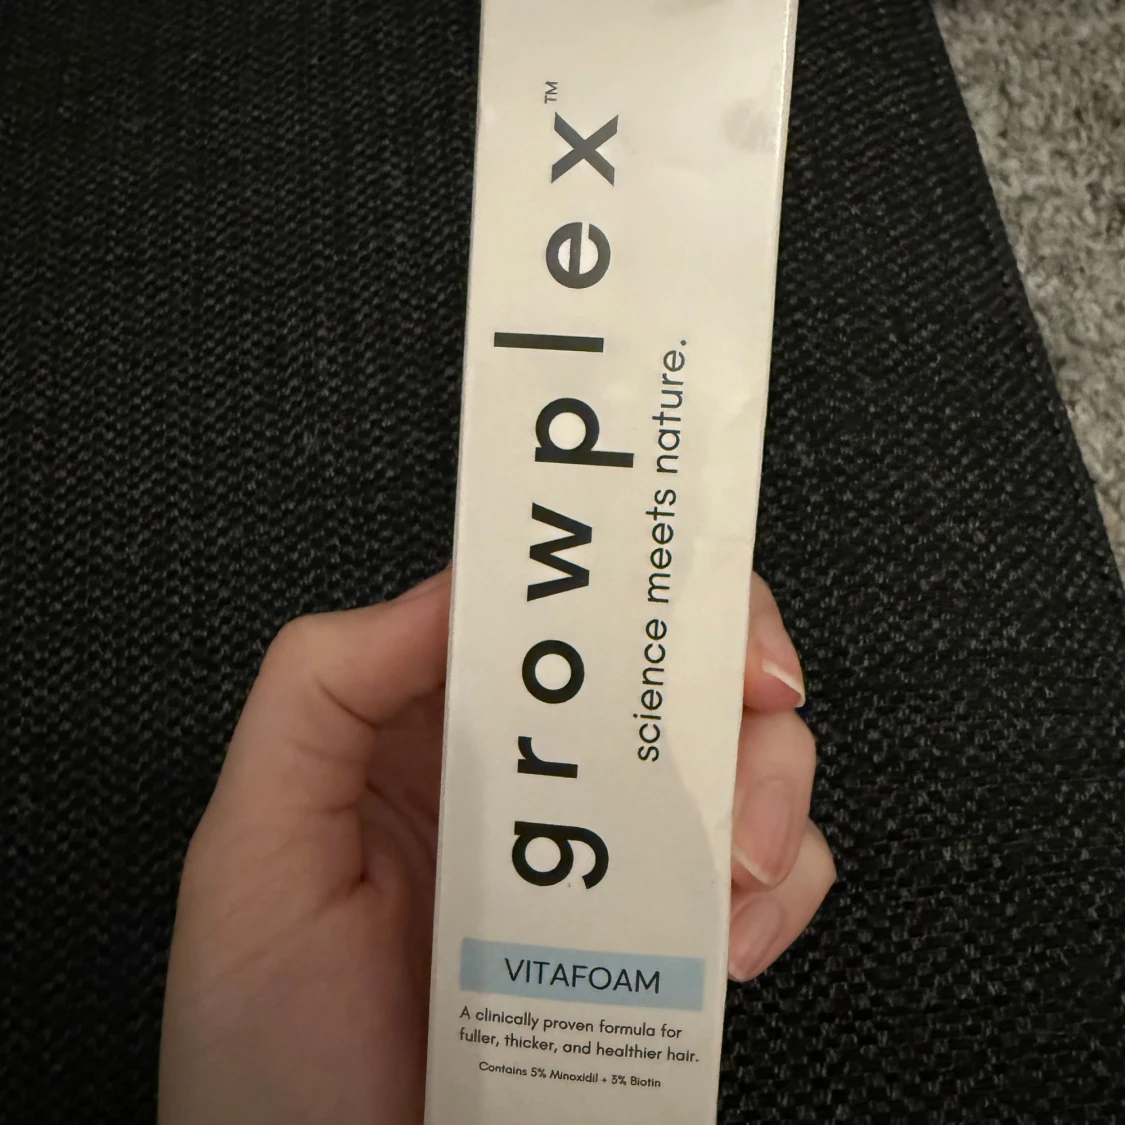 growplex™
science meets nature.
VITAFOAM
A clinically proven formula for
fuller, thicker, and healthier hair.
Contains 5% Minoxidil + 3% Biotin